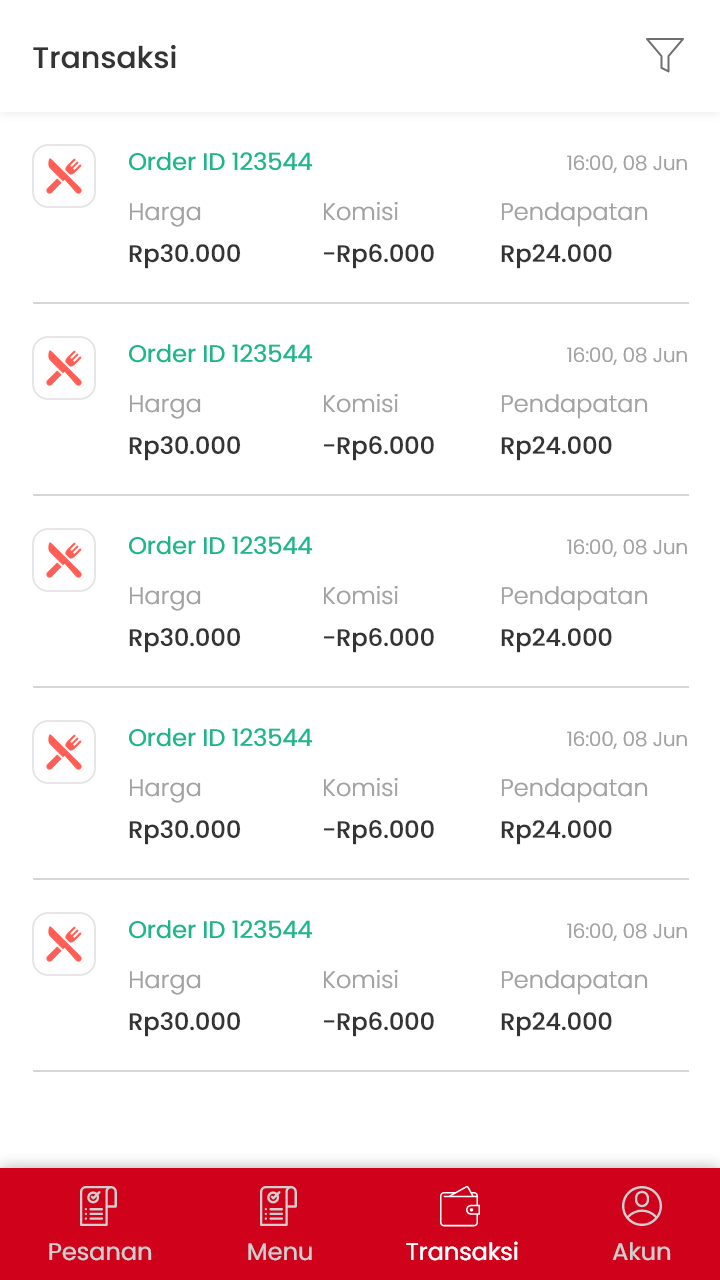 Transaksi
Order ID 123544 16:00, 08 Jun
Harga Komisi Pendapatan
Rp30.000 -Rp6.000 Rp24.000
Order ID 123544 16:00, 08 Jun
Harga Komisi Pendapatan
Rp30.000 -Rp6.000 Rp24.000
Order ID 123544 16:00, 08 Jun
Harga Komisi Pendapatan
Rp30.000 -Rp6.000 Rp24.000
Order ID 123544 16:00, 08 Jun
Harga Komisi Pendapatan
Rp30.000 -Rp6.000 Rp24.000
Order ID 123544 16:00, 08 Jun
Harga Komisi Pendapatan
Rp30.000 -Rp6.000 Rp24.000
Pesanan Menu Transaksi Akun